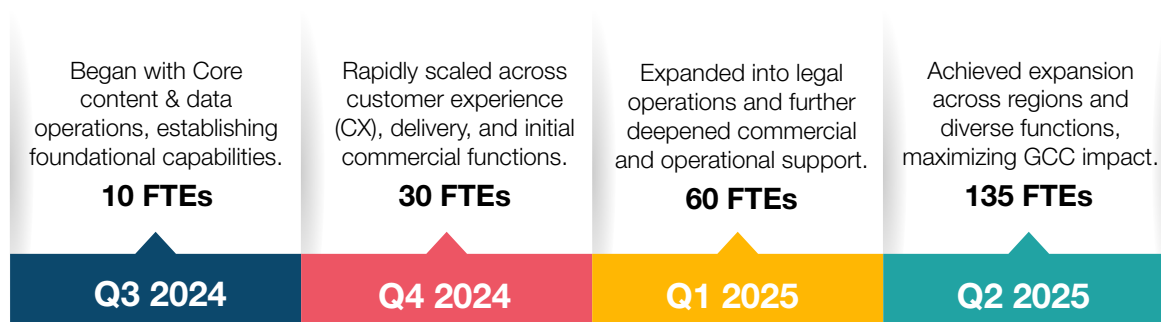 Began with Core
content & data
operations, establishing
foundational capabilities.
10 FTEs
Q3 2024
Rapidly scaled across
customer experience
(CX), delivery, and initial
commercial functions.
30 FTEs
Q4 2024
Expanded into legal
operations and further
deepened commercial
and operational support.
60 FTEs
Q1 2025
Achieved expansion
across regions and
diverse functions,
maximizing GCC impact.
135 FTEs
Q2 2025